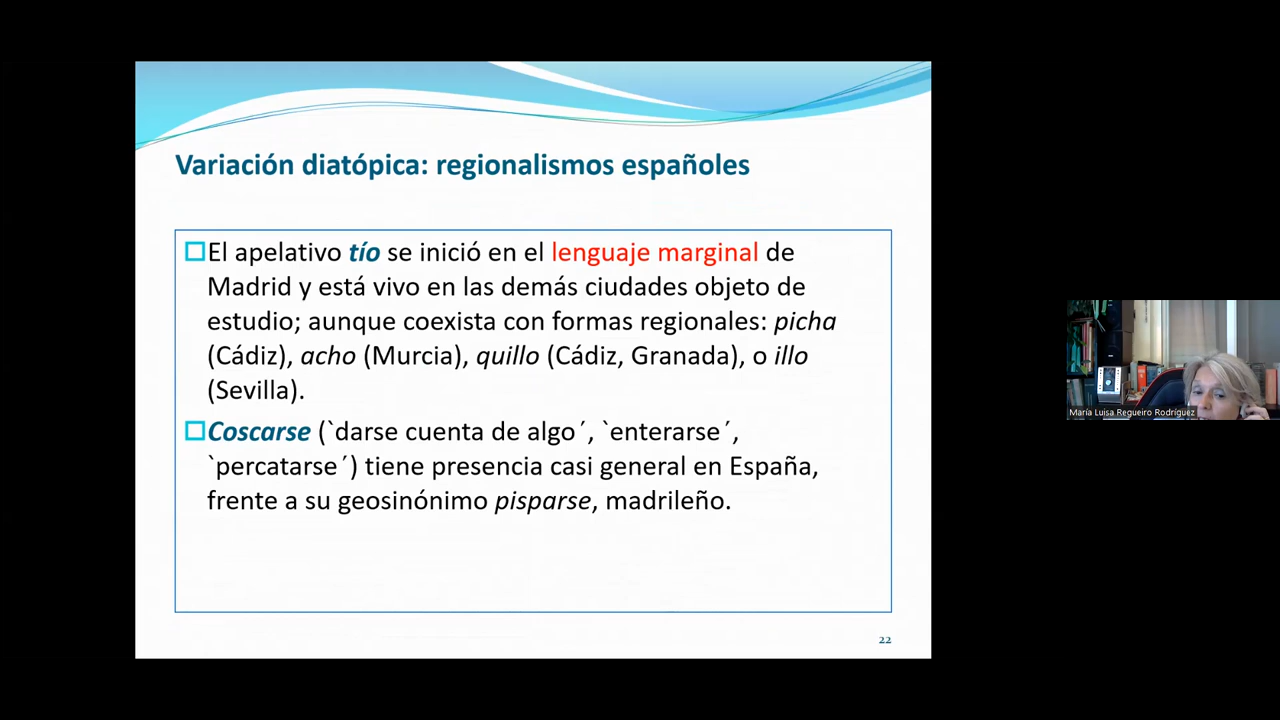 Variación diatópica: regionalismos españoles
El apelativo tío se inició en el lenguaje marginal de
Madrid y está vivo en las demás ciudades objeto de
estudio; aunque coexista con formas regionales: picha
(Cádiz), acho (Murcia), quillo (Cádiz, Granada), o illo
(Sevilla).
Coscarse (`darse cuenta de algo´, `enterarse´,
`percatarse´) tiene presencia casi general en España,
frente a su geosinónimo pisparse, madrileño.
22
María Luisa Regueiro Rodríguez